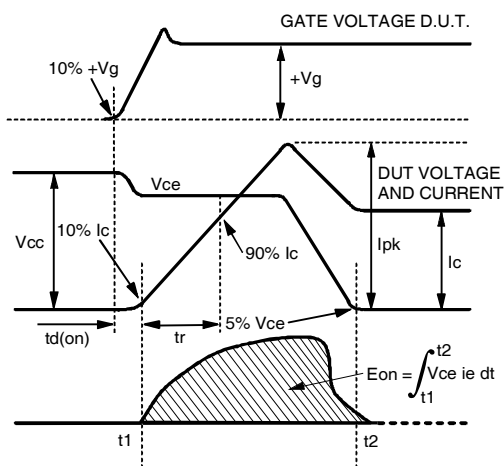 GATE VOLTAGE D.U.T.
10% +Vg
+Vg
Vce
DUT VOLTAGE
AND CURRENT
Vcc
10% Ic
90% Ic
Ipk
Ic
td(on)
tr
5% Vce
Eon = ∫ Vce ie dt
t2
t1
t1
t2